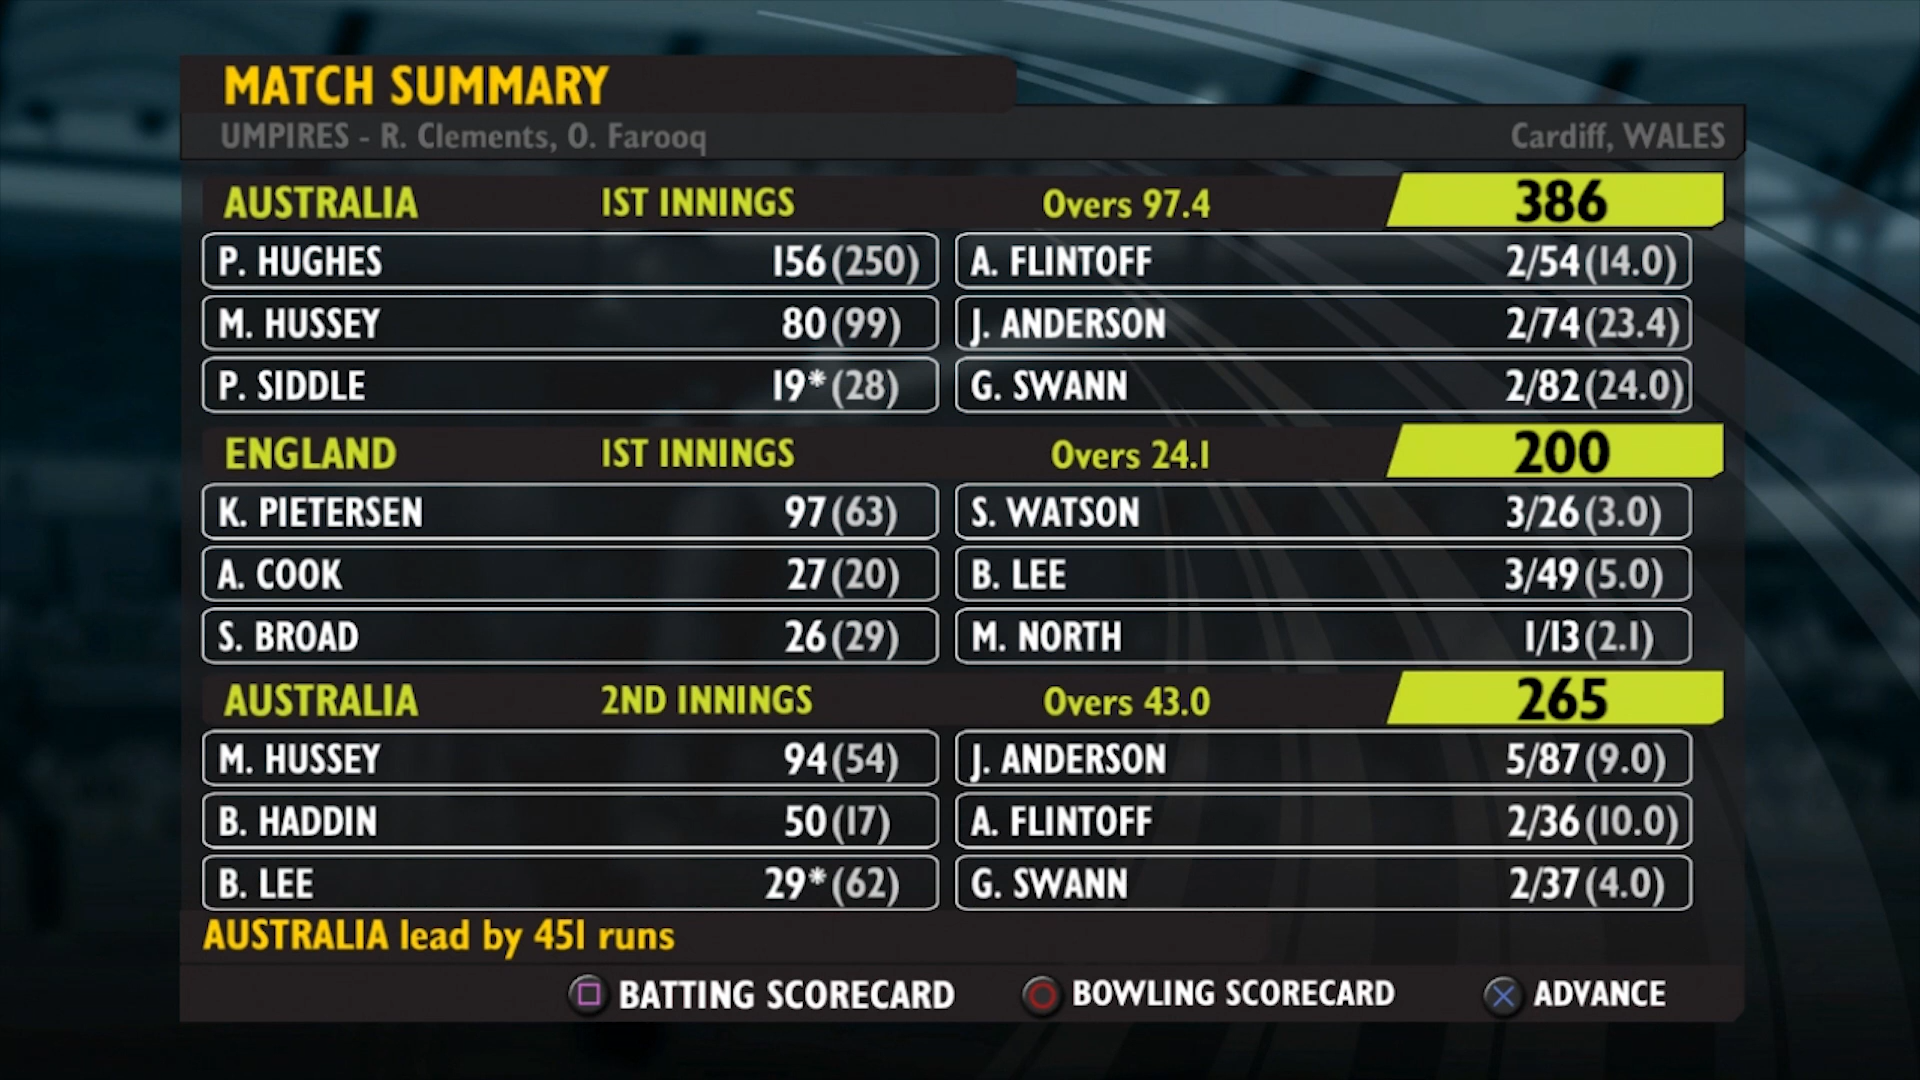 MATCH SUMMARY
UMPIRES - R. Clements, O. Farooq Cardiff, WALES
AUSTRALIA 1ST INNINGS Overs 97.4 386
P. HUGHES 156(250) A. FLINTOFF 2/54(14.0)
M. HUSSEY 80(99) J. ANDERSON 2/74(23.4)
P. SIDDLE 19*(28) G. SWANN 2/82(24.0)
ENGLAND 1ST INNINGS Overs 24.1 200
K. PIETERSEN 97(63) S. WATSON 3/26(3.0)
A. COOK 27(20) B. LEE 3/49(5.0)
S. BROAD 26(29) M. NORTH 1/13(2.1)
AUSTRALIA 2ND INNINGS Overs 43.0 265
M. HUSSEY 94(54) J. ANDERSON 5/87(9.0)
B. HADDIN 50(17) A. FLINTOFF 2/36(10.0)
B. LEE 29*(62) G. SWANN 2/37(4.0)
AUSTRALIA lead by 451 runs
BATTING SCORECARD BOWLING SCORECARD ADVANCE